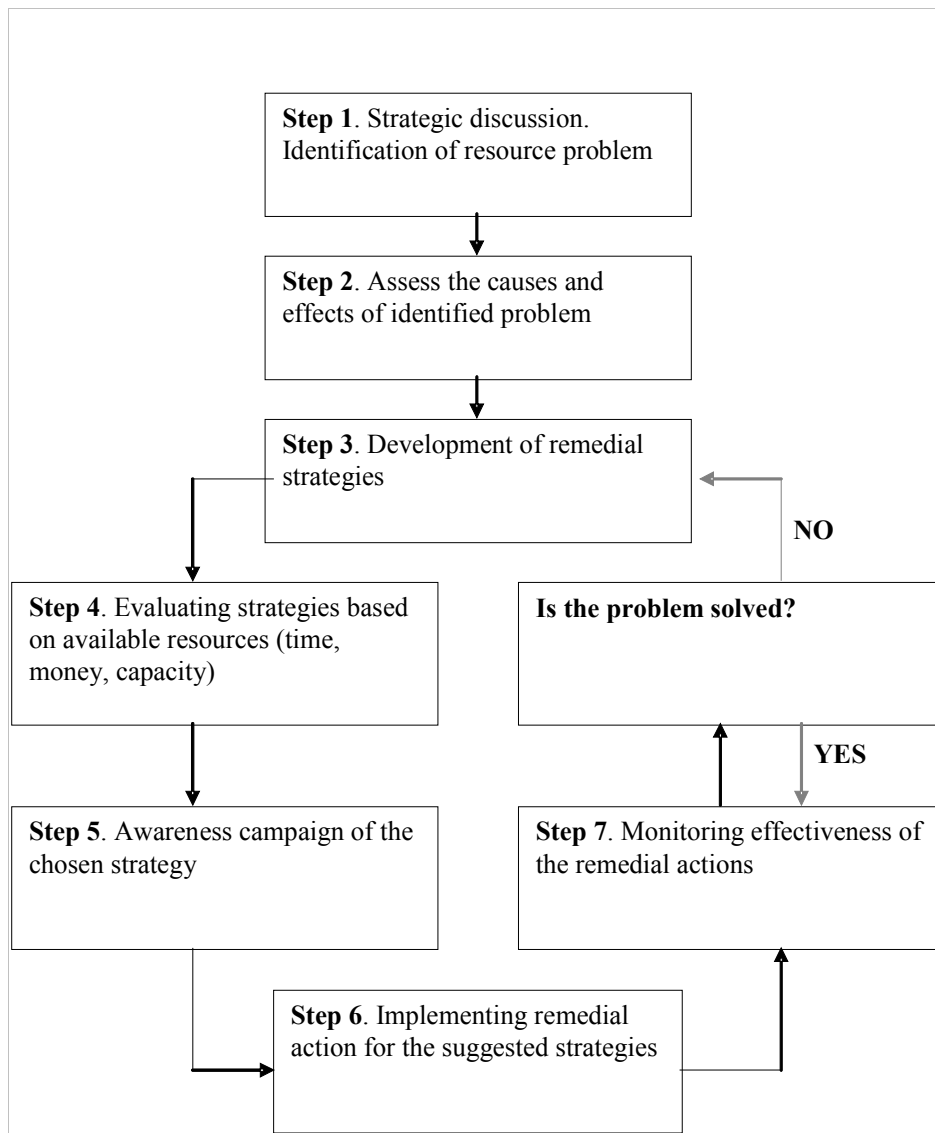 Step 1. Strategic discussion.
Identification of resource problem
Step 2. Assess the causes and
effects of identified problem
Step 3. Development of remedial
strategies
NO
Step 4. Evaluating strategies based
on available resources (time,
money, capacity)
Is the problem solved?
YES
Step 5. Awareness campaign of the
chosen strategy
Step 7. Monitoring effectiveness of
the remedial actions
Step 6. Implementing remedial
action for the suggested strategies